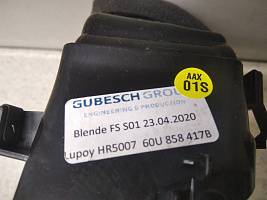 AAX
01S
GUBESCH GROUP
ENGINEERING & PRODUCTION
Blende FS S01 23.04.2020
Lupoy HR5007 60U 858 417B